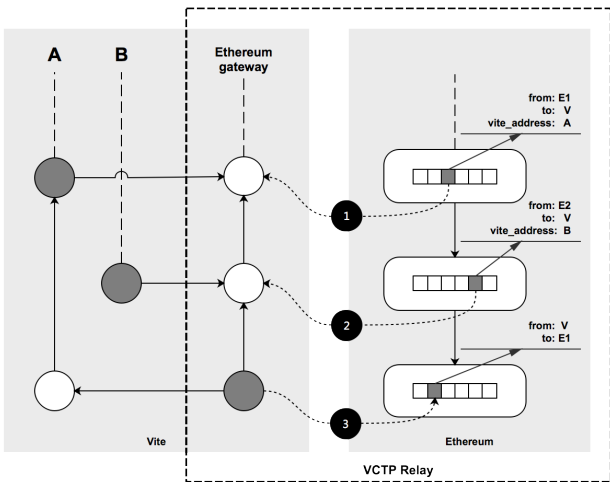 A
B
Ethereum
gateway
from: E1
to: V
vite_address: A
1
from: E2
to: V
vite_address: B
2
from: V
to: E1
3
Vite
Ethereum
VCTP Relay